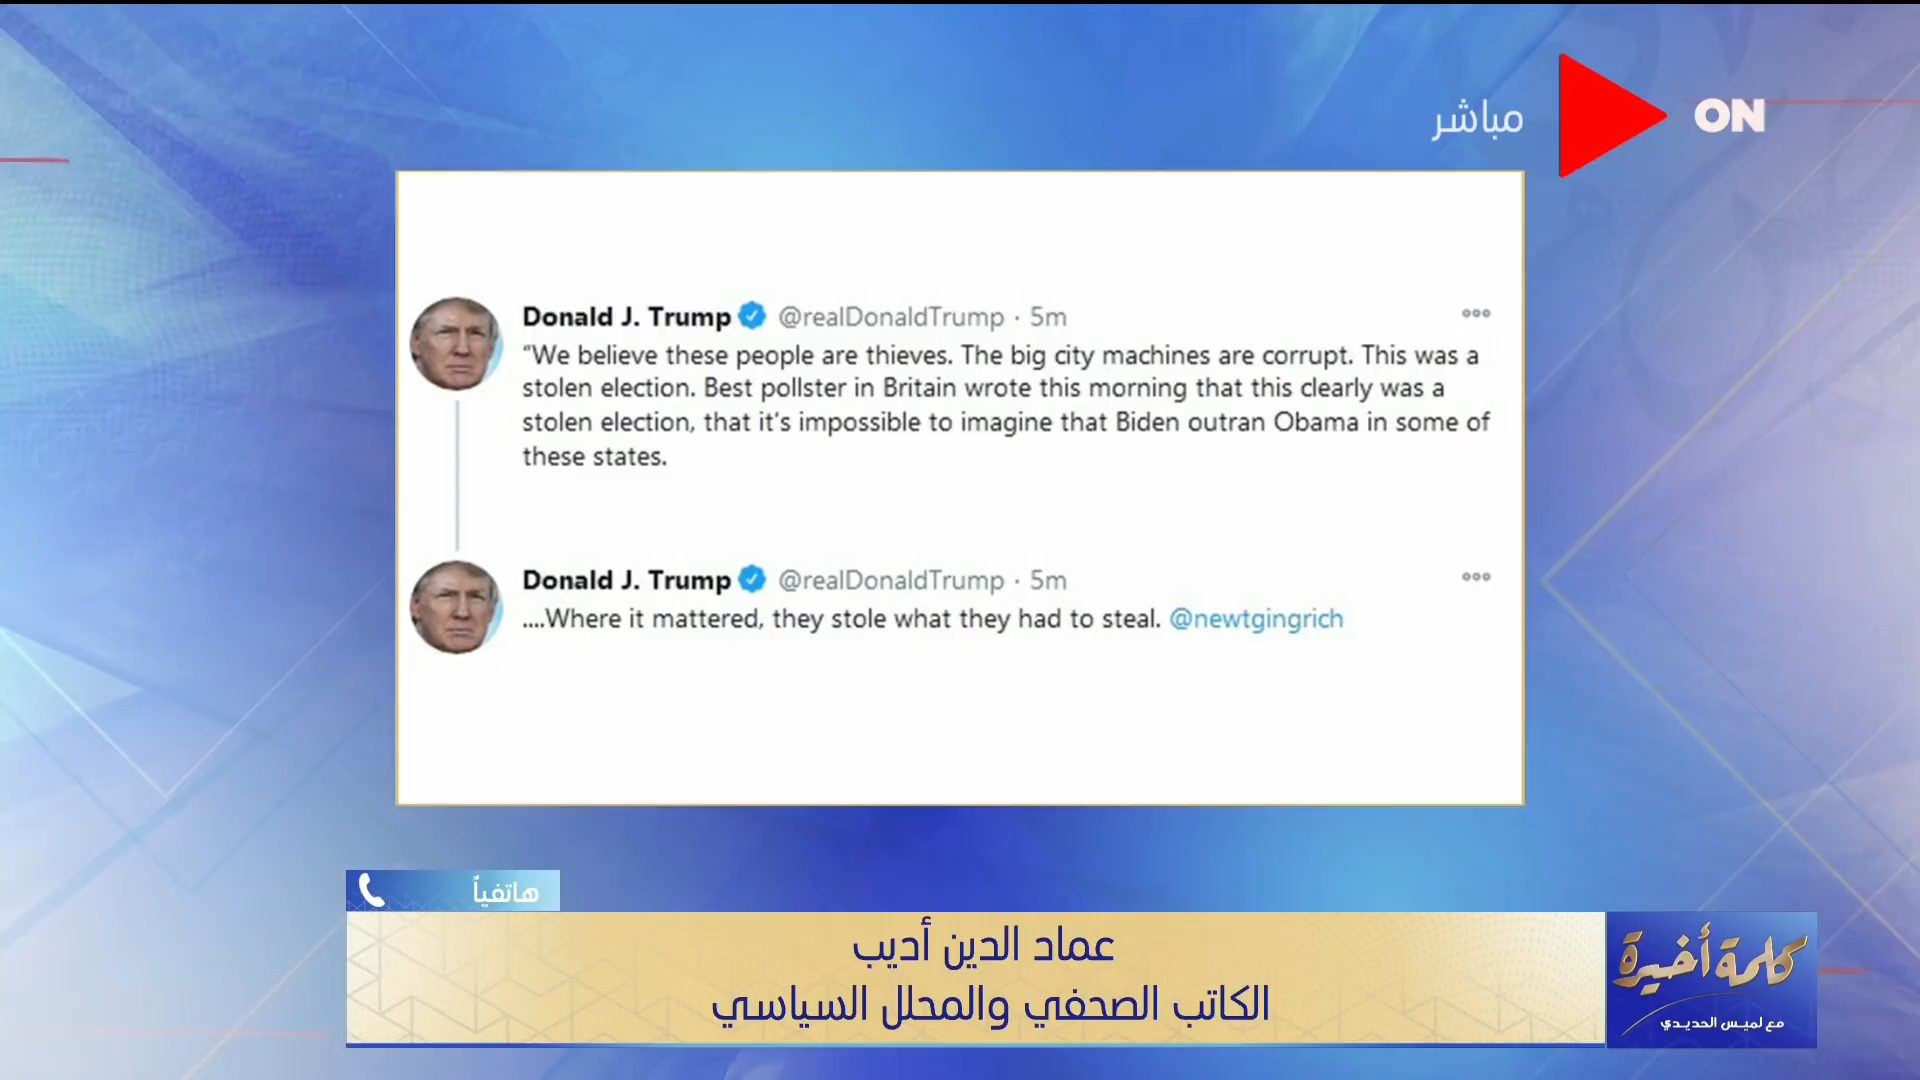 مباشر
ON
Donald J. Trump @realDonaldTrump · 5m
“We believe these people are thieves. The big city machines are corrupt. This was a
stolen election. Best pollster in Britain wrote this morning that this clearly was a
stolen election, that it’s impossible to imagine that Biden outran Obama in some of
these states.
Donald J. Trump @realDonaldTrump · 5m
....Where it mattered, they stole what they had to steal. @newtgingrich
هاتفياً
عماد الدين أديب
الكاتب الصحفي والمحلل السياسي
كلمة أخيرة
مع لميس الحديدي